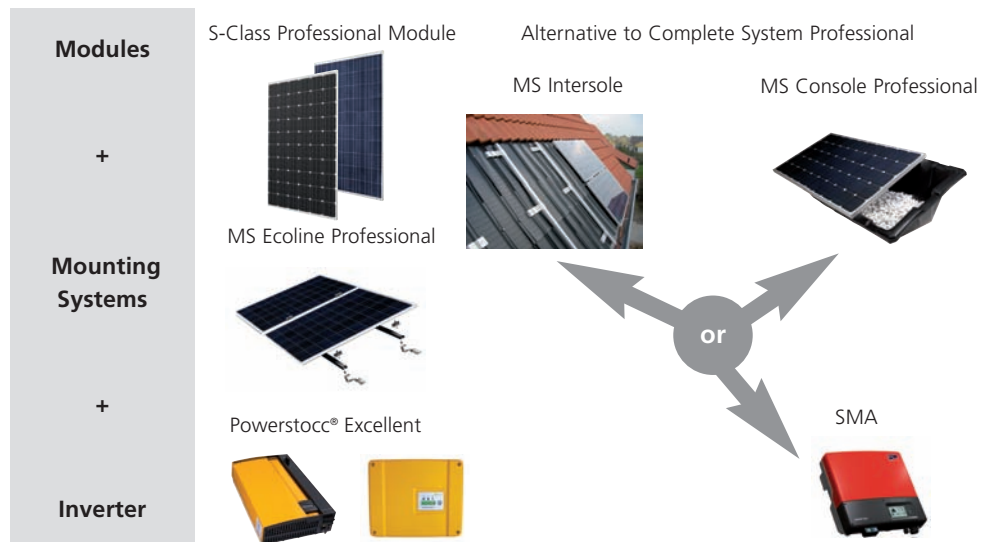 Modules
+
Mounting
Systems
+
Inverter
S-Class Professional Module
MS Ecoline Professional
Powerstocc® Excellent
Alternative to Complete System Professional
MS Intersole
MS Console Professional
or
SMA